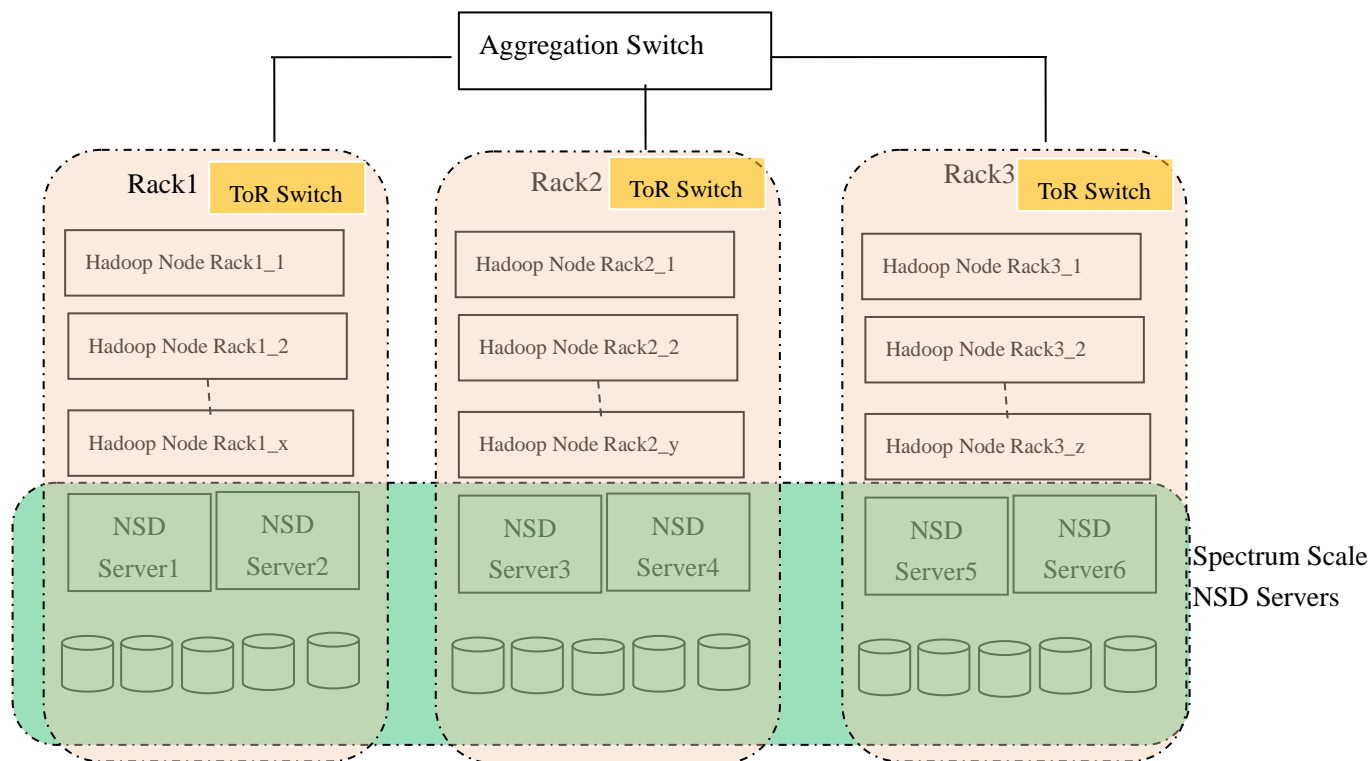 Aggregation Switch
Rack1
ToR Switch
Rack2
ToR Switch
Rack3
ToR Switch
Hadoop Node Rack1_1
Hadoop Node Rack2_1
Hadoop Node Rack3_1
Hadoop Node Rack1_2
Hadoop Node Rack2_2
Hadoop Node Rack3_2
Hadoop Node Rack1_x
Hadoop Node Rack2_y
Hadoop Node Rack3_z
NSD
Server1
NSD
Server2
NSD
Server3
NSD
Server4
NSD
Server5
NSD
Server6
Spectrum Scale
NSD Servers